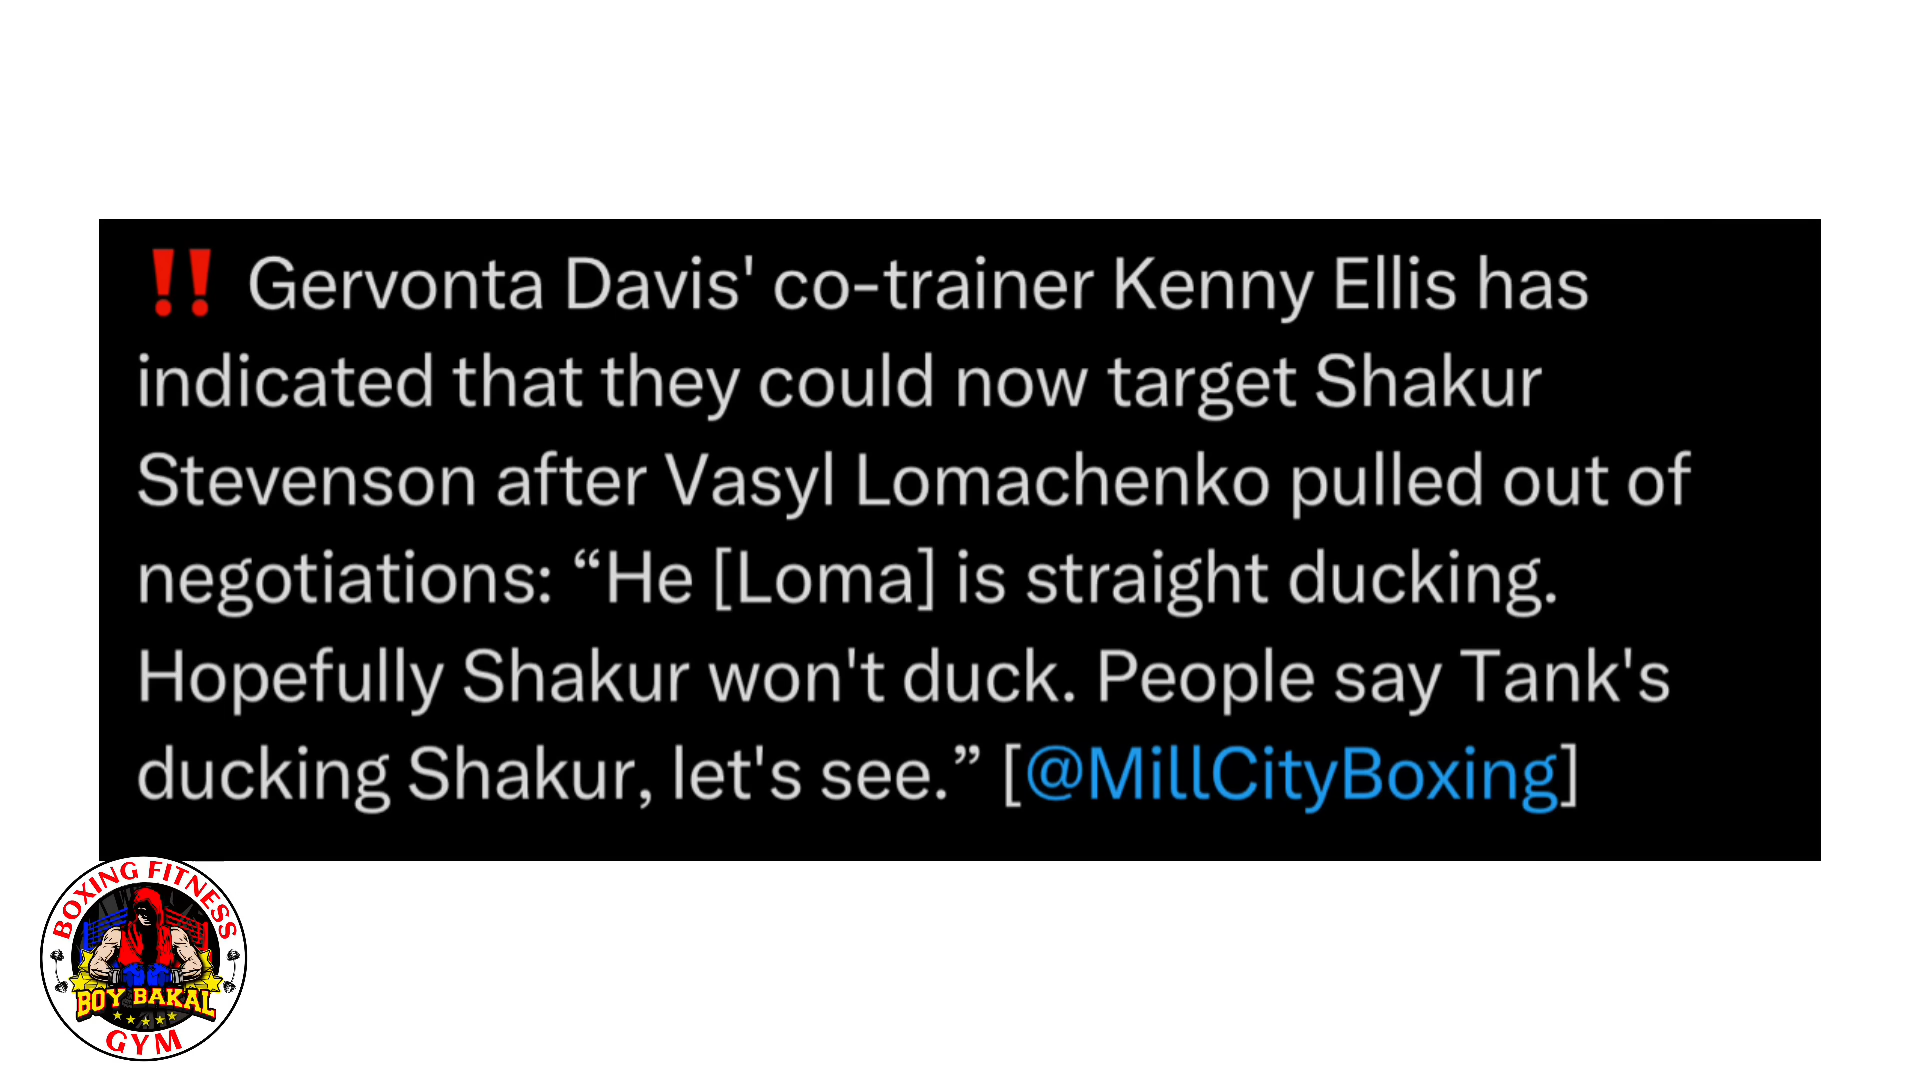 ‼️ Gervonta Davis' co-trainer Kenny Ellis has
indicated that they could now target Shakur
Stevenson after Vasyl Lomachenko pulled out of
negotiations: “He [Loma] is straight ducking.
Hopefully Shakur won't duck. People say Tank's
ducking Shakur, let's see.” [@MillCityBoxing]
BOXING FITNESS
BOY BAKAL
GYM